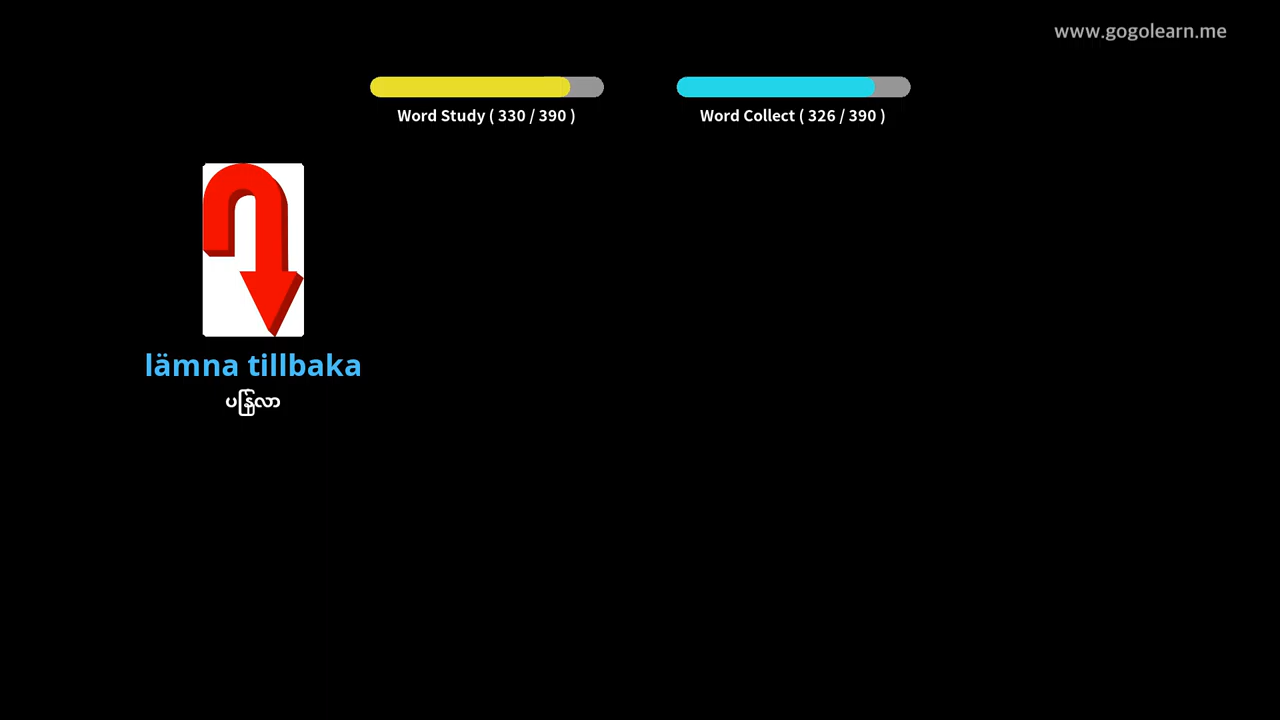 www.gogolearn.me
Word Study ( 330 / 390 )
Word Collect ( 326 / 390 )
lämna tillbaka
ပြန်လာ